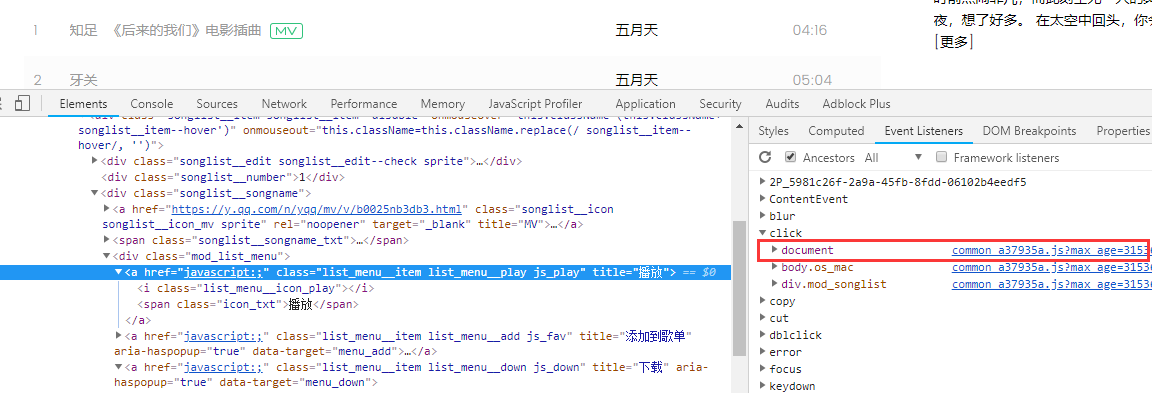 夜，想了好多。 在太空中回头，你
[更多]
1 知足 《后来的我们》电影插曲 MV 五月天 04:16
2 牙关 五月天 05:04
Elements Console Sources Network Performance Memory JavaScript Profiler Application Security Audits Adblock Plus
songlist__item--hover')" onmouseout="this.className=this.className.replace(/ songlist__item--
hover/, '')">
<div class="songlist__edit songlist__edit--check sprite">…</div>
<div class="songlist__number">1</div>
<div class="songlist__songname">
<a href="https://y.qq.com/n/yqq/mv/v/b0025nb3db3.html" class="songlist__icon
songlist__icon_mv sprite" rel="noopener" target="_blank" title="MV">…</a>
<span class="songlist__songname_txt">…</span>
<div class="mod_list_menu">
<a href="javascript:;" class="list_menu__item list_menu__play js_play" title="播放"> == $0
<i class="list_menu__icon_play"></i>
<span class="icon_txt">播放</span>
</a>
<a href="javascript:;" class="list_menu__item list_menu__add js_fav" title="添加到歌单"
aria-haspopup="true" data-target="menu_add">…</a>
<a href="javascript:;" class="list_menu__item list_menu__down js_down" title="下载" aria-
haspopup="true" data-target="menu_down">
Styles Computed Event Listeners DOM Breakpoints Properties
Ancestors All Framework listeners
2P_5981c26f-2a9a-45fb-8fdd-06102b4eedf5
ContentEvent
blur
click
document common_a37935a.js?max_age=3153
body.os_mac common_a37935a.js?max_age=3153
div.mod_songlist common_a37935a.js?max_age=3153
copy
cut
dblclick
error
focus
keydown